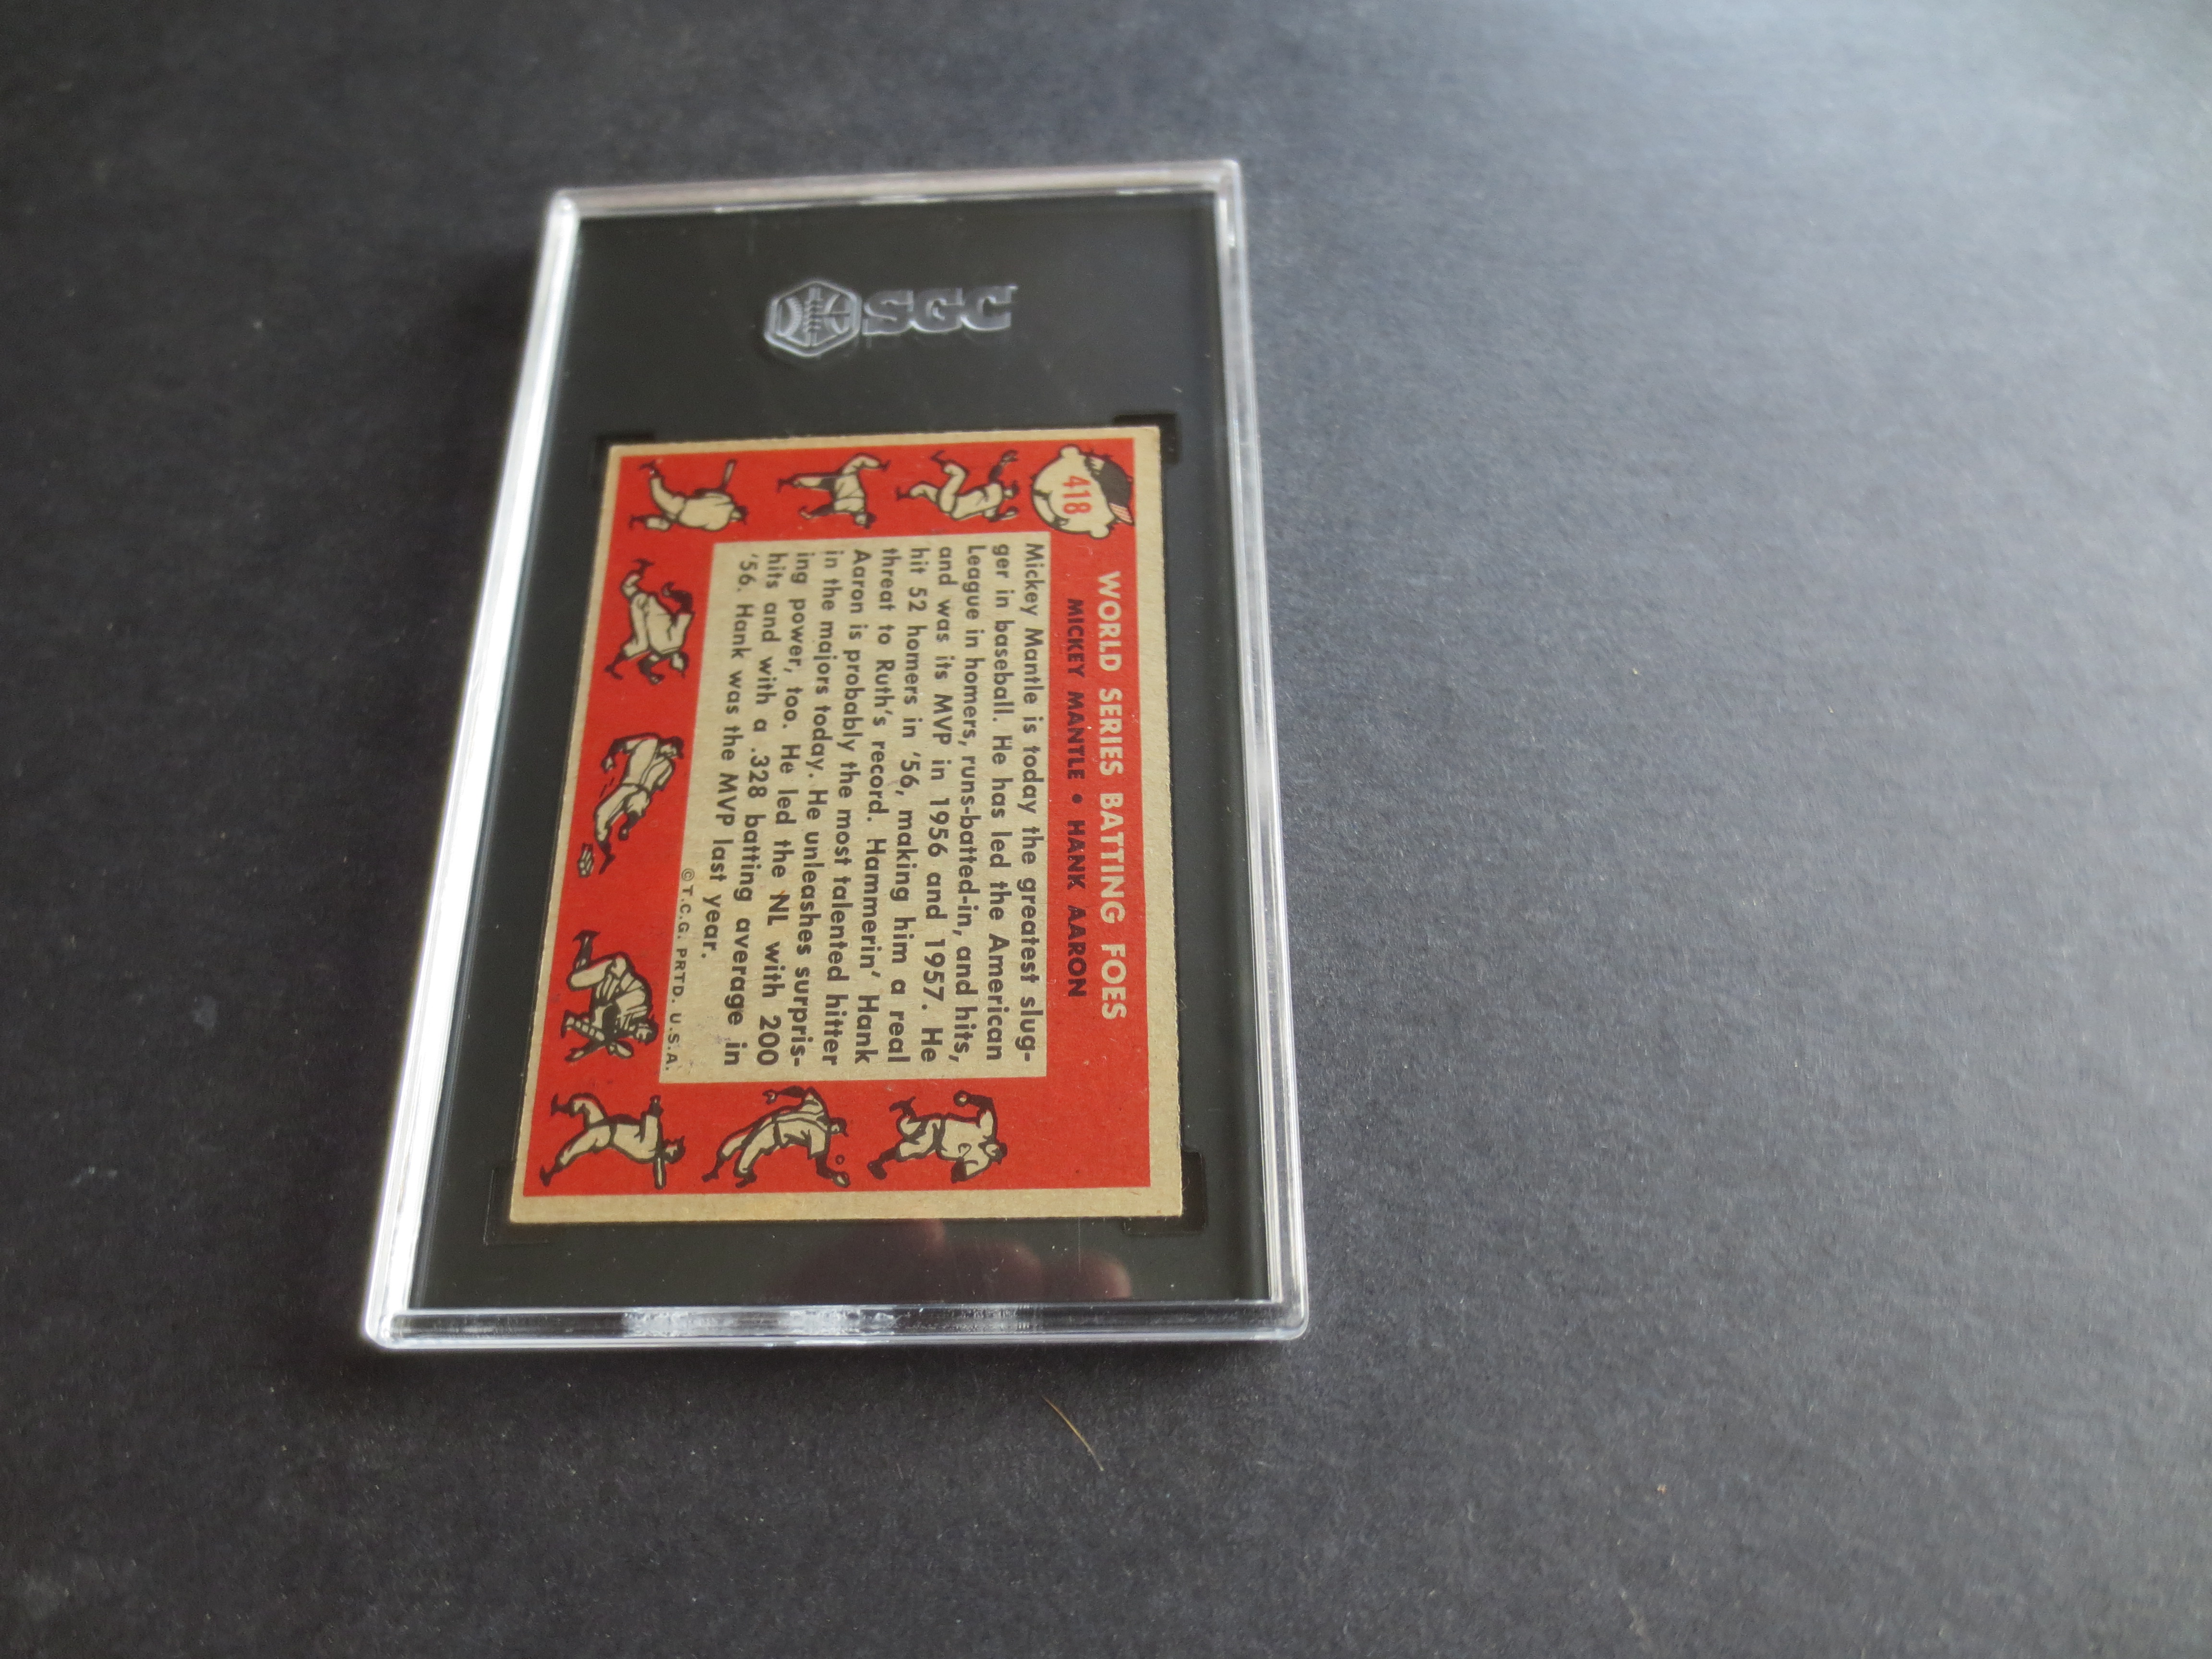 SGC
418
WORLD SERIES BATTING FOES
MICKEY MANTLE • HANK AARON
Mickey Mantle is today the greatest slug-
ger in baseball. He has led the American
League in homers, runs-batted-in, and hits,
and was its MVP in 1956 and 1957. He
hit 52 homers in '56, making him a real
threat to Ruth's record. Hammerin' Hank
Aaron is probably the most talented hitter
in the majors today. He unleashes surpris-
ing power, too. He led the NL with 200
hits and with a .328 batting average in
'56. Hank was the MVP last year.
©T.C.G. PRTD. U.S.A.